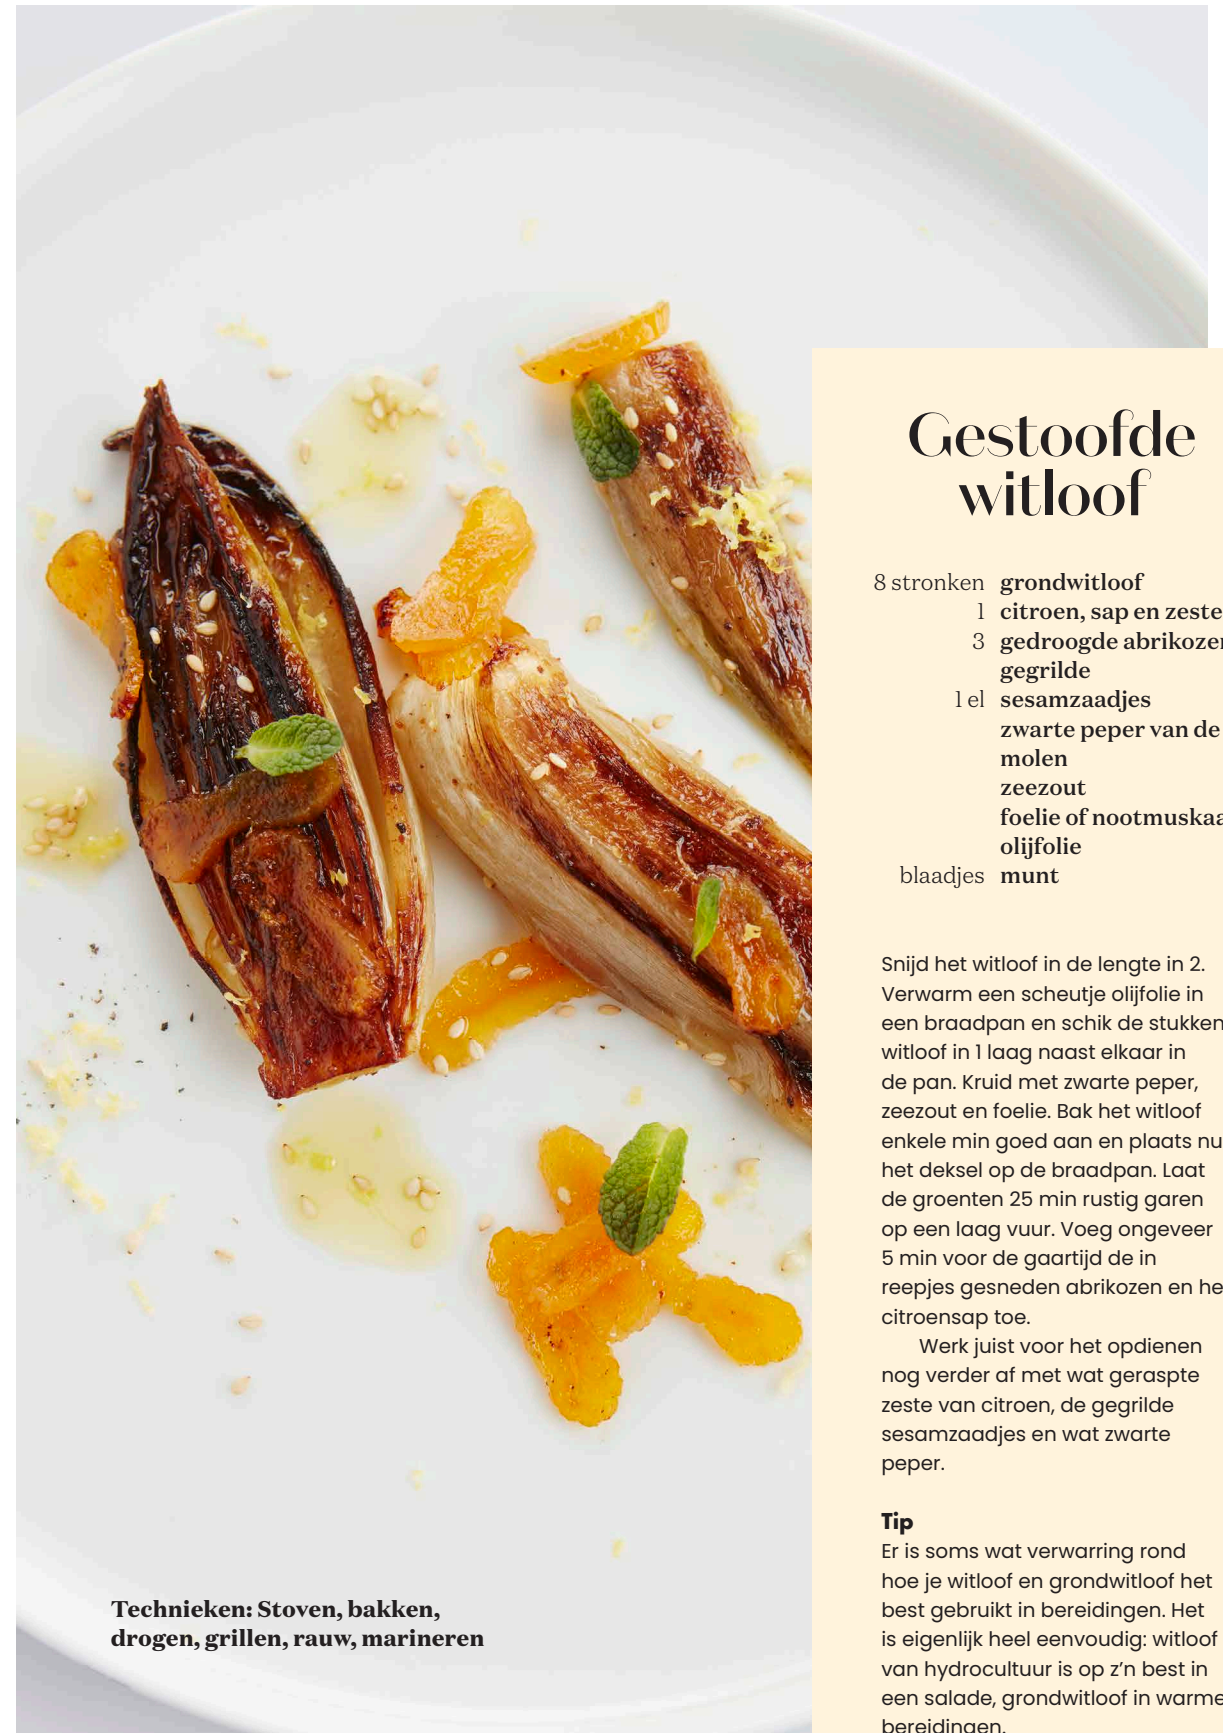 Gestoofde
witloof
8 stronken grondwitloof
1 citroen, sap en zeste
3 gedroogde abrikozen
gegrilde
1 el sesamzaadjes
zwarte peper van de
molen
zeezout
foelie of
olijfolie
blaadjes munt
Snijd het witloof in de lengte in 2.
Verwarm een scheutje olijfolie in
een braadpan en schik de stukken
witloof in 1 laag naast elkaar in
de pan. Kruid met zwarte peper,
zeezout en foelie. Bak het witloof
enkele min goed aan en plaats nu
het deksel op de braadpan. Laat
de groenten 25 min rustig garen
op een laag vuur. Voeg ongeveer
5 min voor de gaartijd de in
reepjes gesneden abrikozen en
citroensap toe.
Werk juist voor het opdienen
nog verder af met wat geraspte
zeste van citroen, de gegrilde
sesamzaadjes en wat zwarte
peper.
Tip
Er is soms wat verwarring rond
hoe je witloof en grondwitloof het
best gebruikt in bereidingen. Het
is eigenlijk heel eenvoudig: witloof
van hydrocultuur is op z'n best in
een salade, grondwitloof in warme
bereidingen.
Technieken: Stoven, bakken,
drogen, grillen, rauw, marineren